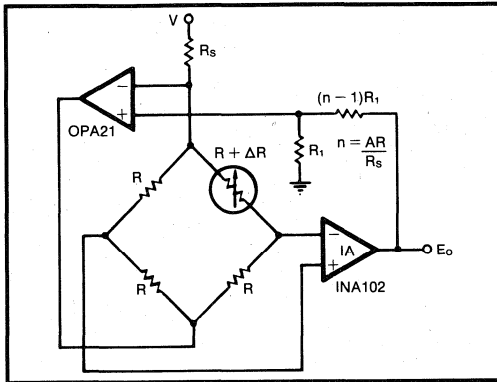 V
RS
−
+
OPA21
(n − 1)R1
R1
n = AR/RS
R + ΔR
R
R
R
−
IA
+
Eo
INA102